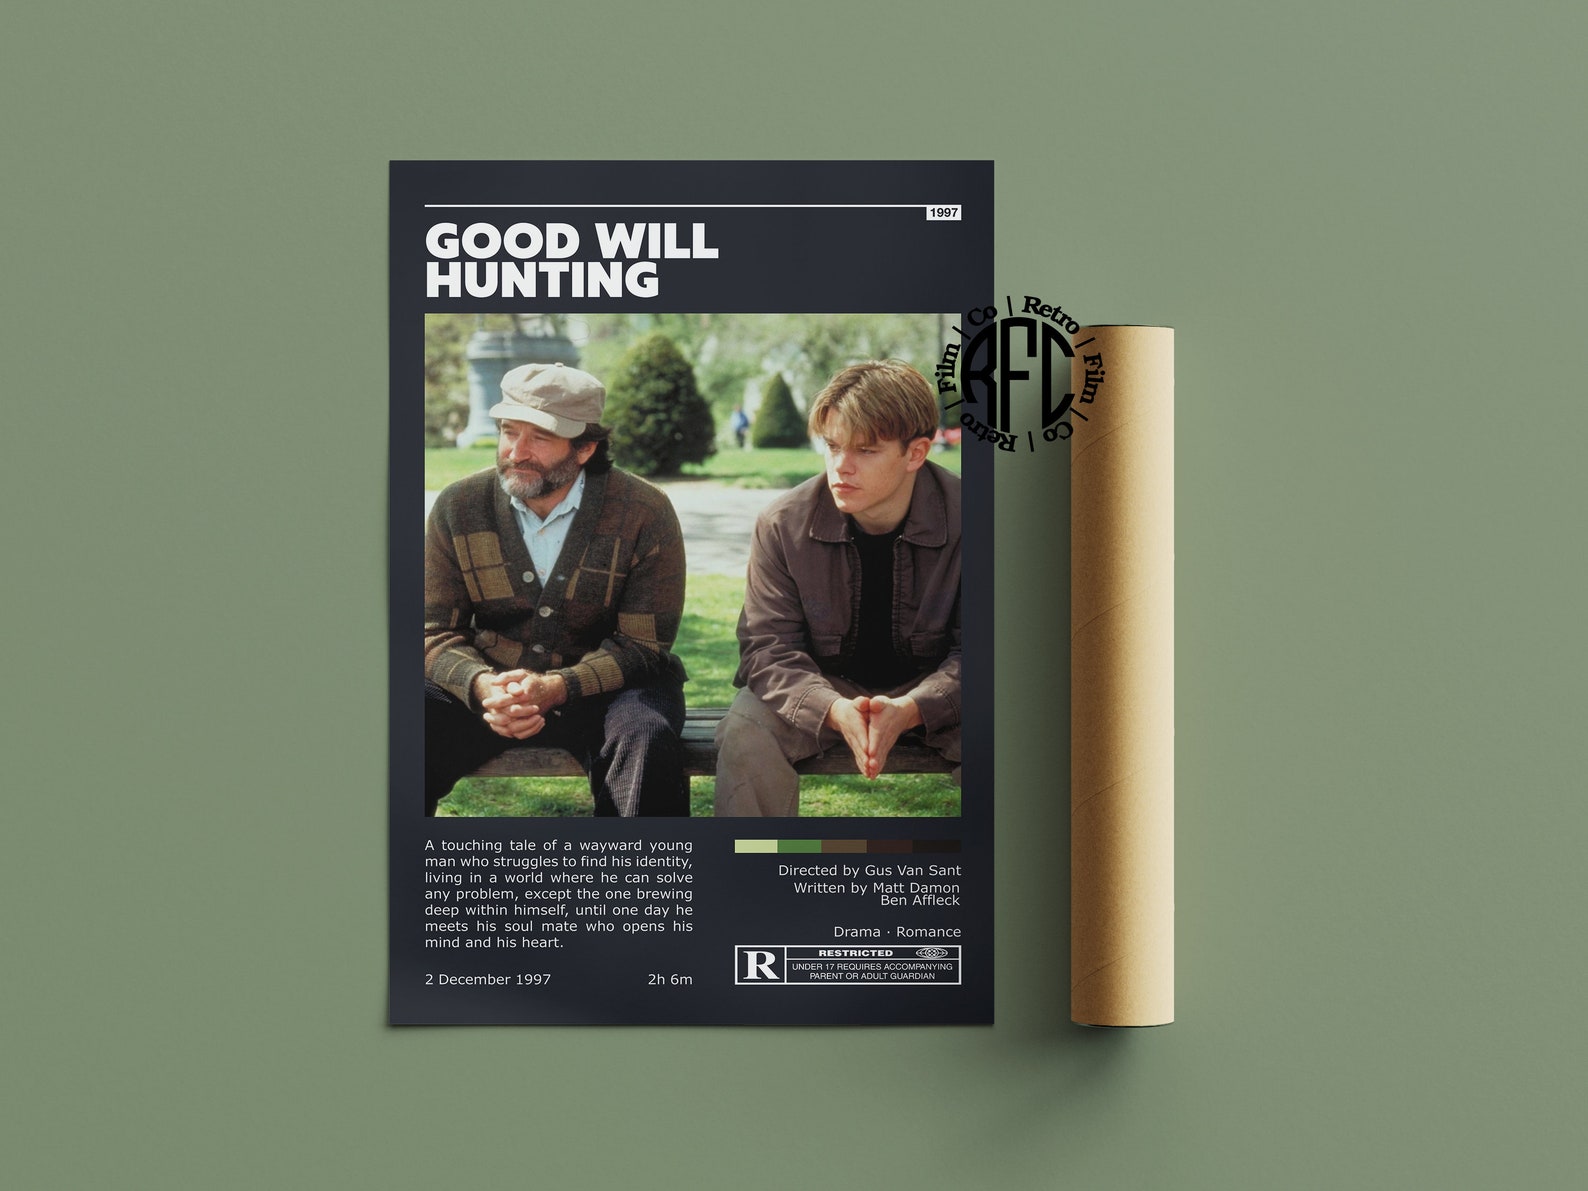 1997
GOOD WILL
HUNTING
Film | Co | Retro | Film | Co | Retro |
RFC
A touching tale of a wayward young
man who struggles to find his identity,
living in a world where he can solve
any problem, except the one brewing
deep within himself, until one day he
meets his soul mate who opens his
mind and his heart.
2 December 1997
2h 6m
Directed by Gus Van Sant
Written by Matt Damon
Ben Affleck
Drama · Romance
R
RESTRICTED
UNDER 17 REQUIRES ACCOMPANYING
PARENT OR ADULT GUARDIAN